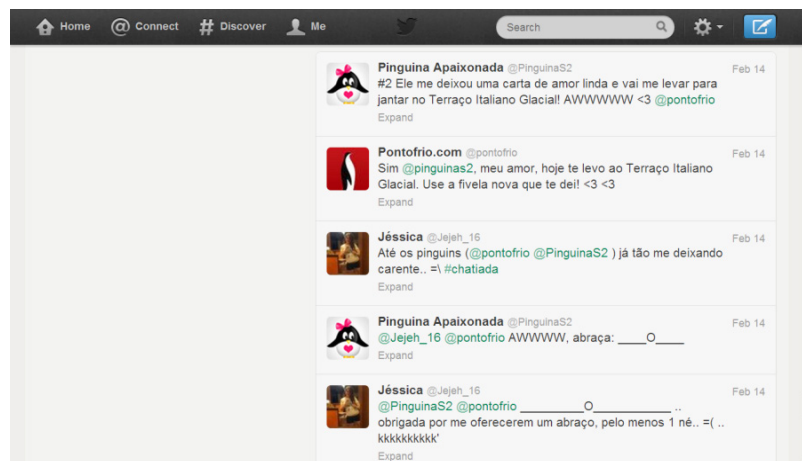 Home Connect Discover Me Search
Pinguina Apaixonada @PinguinaS2 Feb 14
#2 Ele me deixou uma carta de amor linda e vai me levar para
jantar no Terraço Italiano Glacial! AWWWWW <3 @pontofrio
Expand
Pontofrio.com @pontofrio Feb 14
Sim @pinguinas2, meu amor, hoje te levo ao Terraço Italiano
Glacial. Use a fivela nova que te dei! <3 <3
Expand
Jéssica @Jejeh_16 Feb 14
Até os pinguins (@pontofrio @PinguinaS2 ) já tão me deixando
carente.. =\ #chatiada
Expand
Pinguina Apaixonada @PinguinaS2 Feb 14
@Jejeh_16 @pontofrio AWWWW, abraça: ____O____
Expand
Jéssica @Jejeh_16 Feb 14
@PinguinaS2 @pontofrio _________O___________ ..
obrigada por me oferecerem um abraço, pelo menos 1 né.. =( ..
kkkkkkkkkk'
Expand